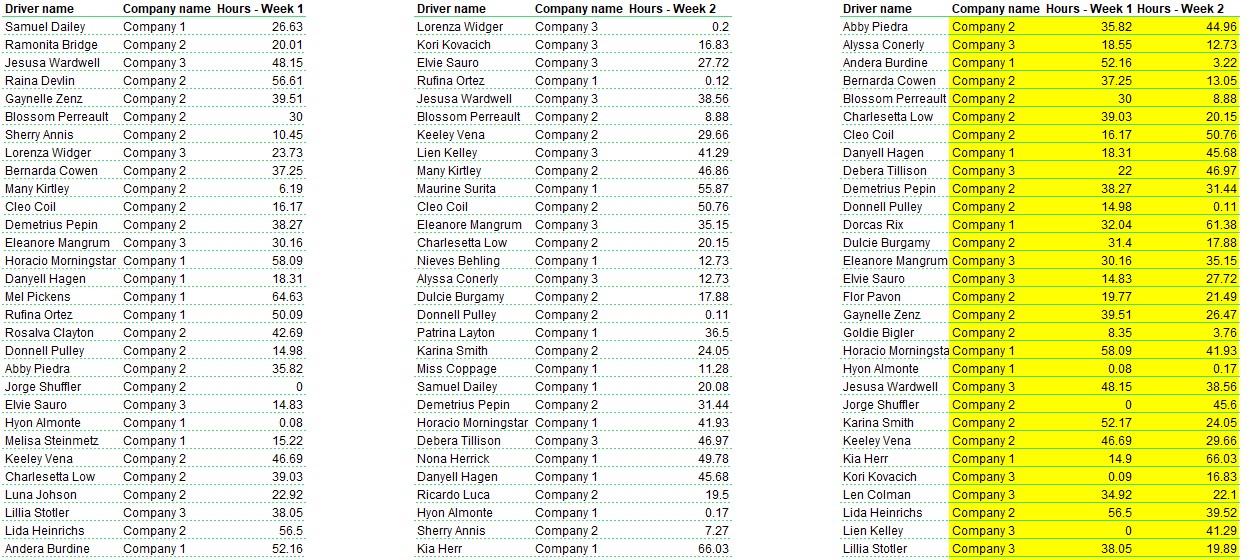 Driver name Company name Hours - Week 1 Driver name Company name Hours - Week 2 Driver name Company name Hours - Week 1 Hours - Week 2
Samuel Dailey Company 1 26.63 Lorenza Widger Company 3 0.2 Abby Piedra Company 2 35.82 44.96
Ramonita Bridge Company 2 20.01 Kori Kovacich Company 3 16.83 Alyssa Conerly Company 3 18.55 12.73
Jesusa Wardwell Company 3 48.15 Elvie Sauro Company 3 27.72 Andera Burdine Company 1 52.16 3.22
Raina Devlin Company 2 56.61 Rufina Ortez Company 1 0.12 Bernarda Cowen Company 2 37.25 13.05
Gaynelle Zenz Company 2 39.51 Jesusa Wardwell Company 3 38.56 Blossom Perreault Company 2 30 8.88
Blossom Perreault Company 2 30 Blossom Perreault Company 2 8.88 Charlesetta Low Company 2 39.03 20.15
Sherry Annis Company 2 10.45 Keeley Vena Company 2 29.66 Cleo Coil Company 2 16.17 50.76
Lorenza Widger Company 3 23.73 Lien Kelley Company 3 41.29 Danyell Hagen Company 1 18.31 45.68
Bernarda Cowen Company 2 37.25 Many Kirtley Company 2 46.86 Debera Tillison Company 3 22 46.97
Many Kirtley Company 2 6.19 Maurine Surita Company 1 55.87 Demetrius Pepin Company 2 38.27 31.44
Cleo Coil Company 2 16.17 Cleo Coil Company 2 50.76 Donnell Pulley Company 2 14.98 0.11
Demetrius Pepin Company 2 38.27 Eleanore Mangrum Company 3 35.15 Dorcas Rix Company 1 32.04 61.38
Eleanore Mangrum Company 3 30.16 Charlesetta Low Company 2 20.15 Dulcie Burgamy Company 2 31.4 17.88
Horacio Morningstar Company 1 58.09 Nieves Behling Company 1 12.73 Eleanore Mangrum Company 3 30.16 35.15
Danyell Hagen Company 1 18.31 Alyssa Conerly Company 3 12.73 Elvie Sauro Company 3 14.83 27.72
Mel Pickens Company 1 64.63 Dulcie Burgamy Company 2 17.88 Flor Pavon Company 2 19.77 21.49
Rufina Ortez Company 1 50.09 Donnell Pulley Company 2 0.11 Gaynelle Zenz Company 2 39.51 26.47
Rosalva Clayton Company 2 42.69 Patrina Layton Company 1 36.5 Goldie Bigler Company 2 8.35 3.76
Donnell Pulley Company 2 14.98 Karina Smith Company 2 24.05 Horacio Morningsta Company 1 58.09 41.93
Abby Piedra Company 2 35.82 Miss Coppage Company 1 11.28 Hyon Almonte Company 1 0.08 0.17
Jorge Shuffler Company 2 0 Samuel Dailey Company 1 20.08 Jesusa Wardwell Company 3 48.15 38.56
Elvie Sauro Company 3 14.83 Demetrius Pepin Company 2 31.44 Jorge Shuffler Company 2 0 45.6
Hyon Almonte Company 1 0.08 Horacio Morningstar Company 1 41.93 Karina Smith Company 2 52.17 24.05
Melisa Steinmetz Company 1 15.22 Debera Tillison Company 3 46.97 Keeley Vena Company 2 46.69 29.66
Keeley Vena Company 2 46.69 Nona Herrick Company 1 49.78 Kia Herr Company 1 14.9 66.03
Charlesetta Low Company 2 39.03 Danyell Hagen Company 1 45.68 Kori Kovacich Company 3 0.09 16.83
Luna Johson Company 2 22.92 Ricardo Luca Company 2 19.5 Len Colman Company 3 34.92 22.1
Lillia Stotler Company 3 38.05 Hyon Almonte Company 1 0.17 Lida Heinrichs Company 2 56.5 39.52
Lida Heinrichs Company 2 56.5 Sherry Annis Company 2 7.27 Lien Kelley Company 3 0 41.29
Andera Burdine Company 1 52.16 Kia Herr Company 1 66.03 Lillia Stotler Company 3 38.05 19.89